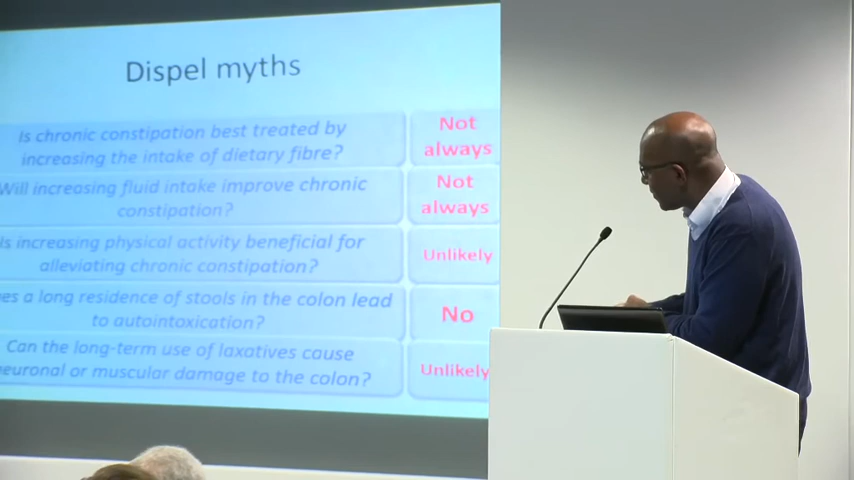 Dispel myths
Is chronic constipation best treated by
increasing the intake of dietary fibre?
Not
always
Will increasing fluid intake improve chronic
constipation?
Not
always
Is increasing physical activity beneficial for
alleviating chronic constipation?
Unlikely
es a long residence of stools in the colon lead
to autointoxication?
No
Can the long-term use of laxatives cause
neuronal or muscular damage to the colon?
Unlikely